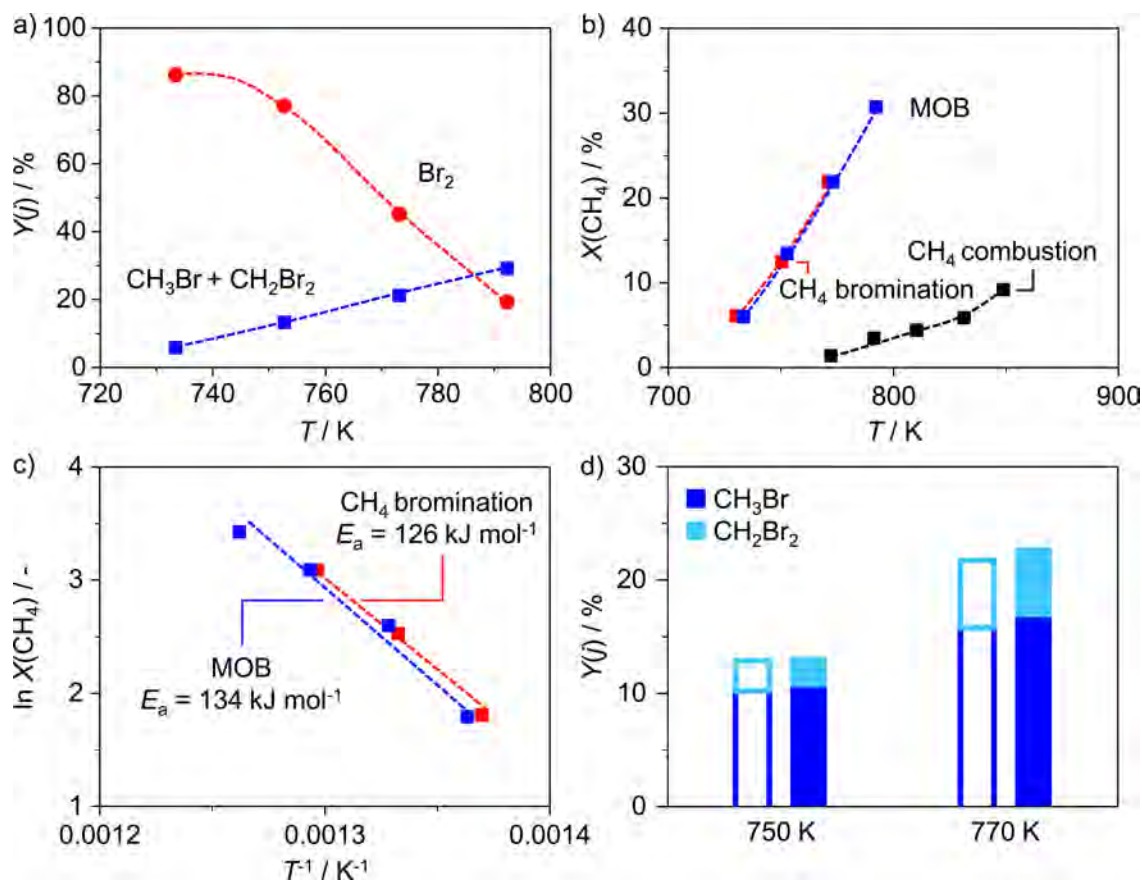 a)
100
80
60
40
20
0
Y(j) / %
Br₂
CH₃Br + CH₂Br₂
720 740 760 780 800
T / K
b)
40
30
20
10
0
X(CH₄) / %
MOB
CH₄ combustion
CH₄ bromination
700 800 900
T / K
c)
4
3
2
1
ln X(CH₄) / -
CH₄ bromination
Eₐ = 126 kJ mol⁻¹
MOB
Eₐ = 134 kJ mol⁻¹
0.0012 0.0013 0.0014
T⁻¹ / K⁻¹
d)
30
20
10
0
Y(j) / %
CH₃Br
CH₂Br₂
750 K 770 K